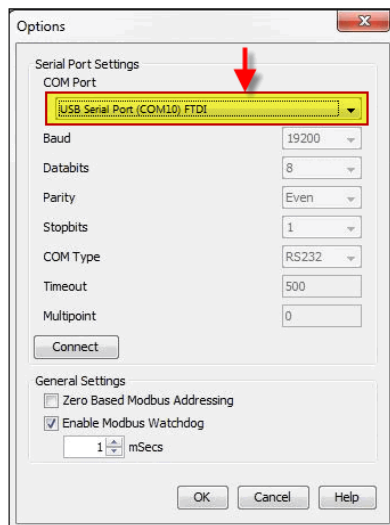 Options
Serial Port Settings
COM Port
USB Serial Port (COM10) FTDI
Baud 19200
Databits 8
Parity Even
Stopbits 1
COM Type RS232
Timeout 500
Multipoint 0
Connect
General Settings
Zero Based Modbus Addressing
Enable Modbus Watchdog
1 mSecs
OK Cancel Help